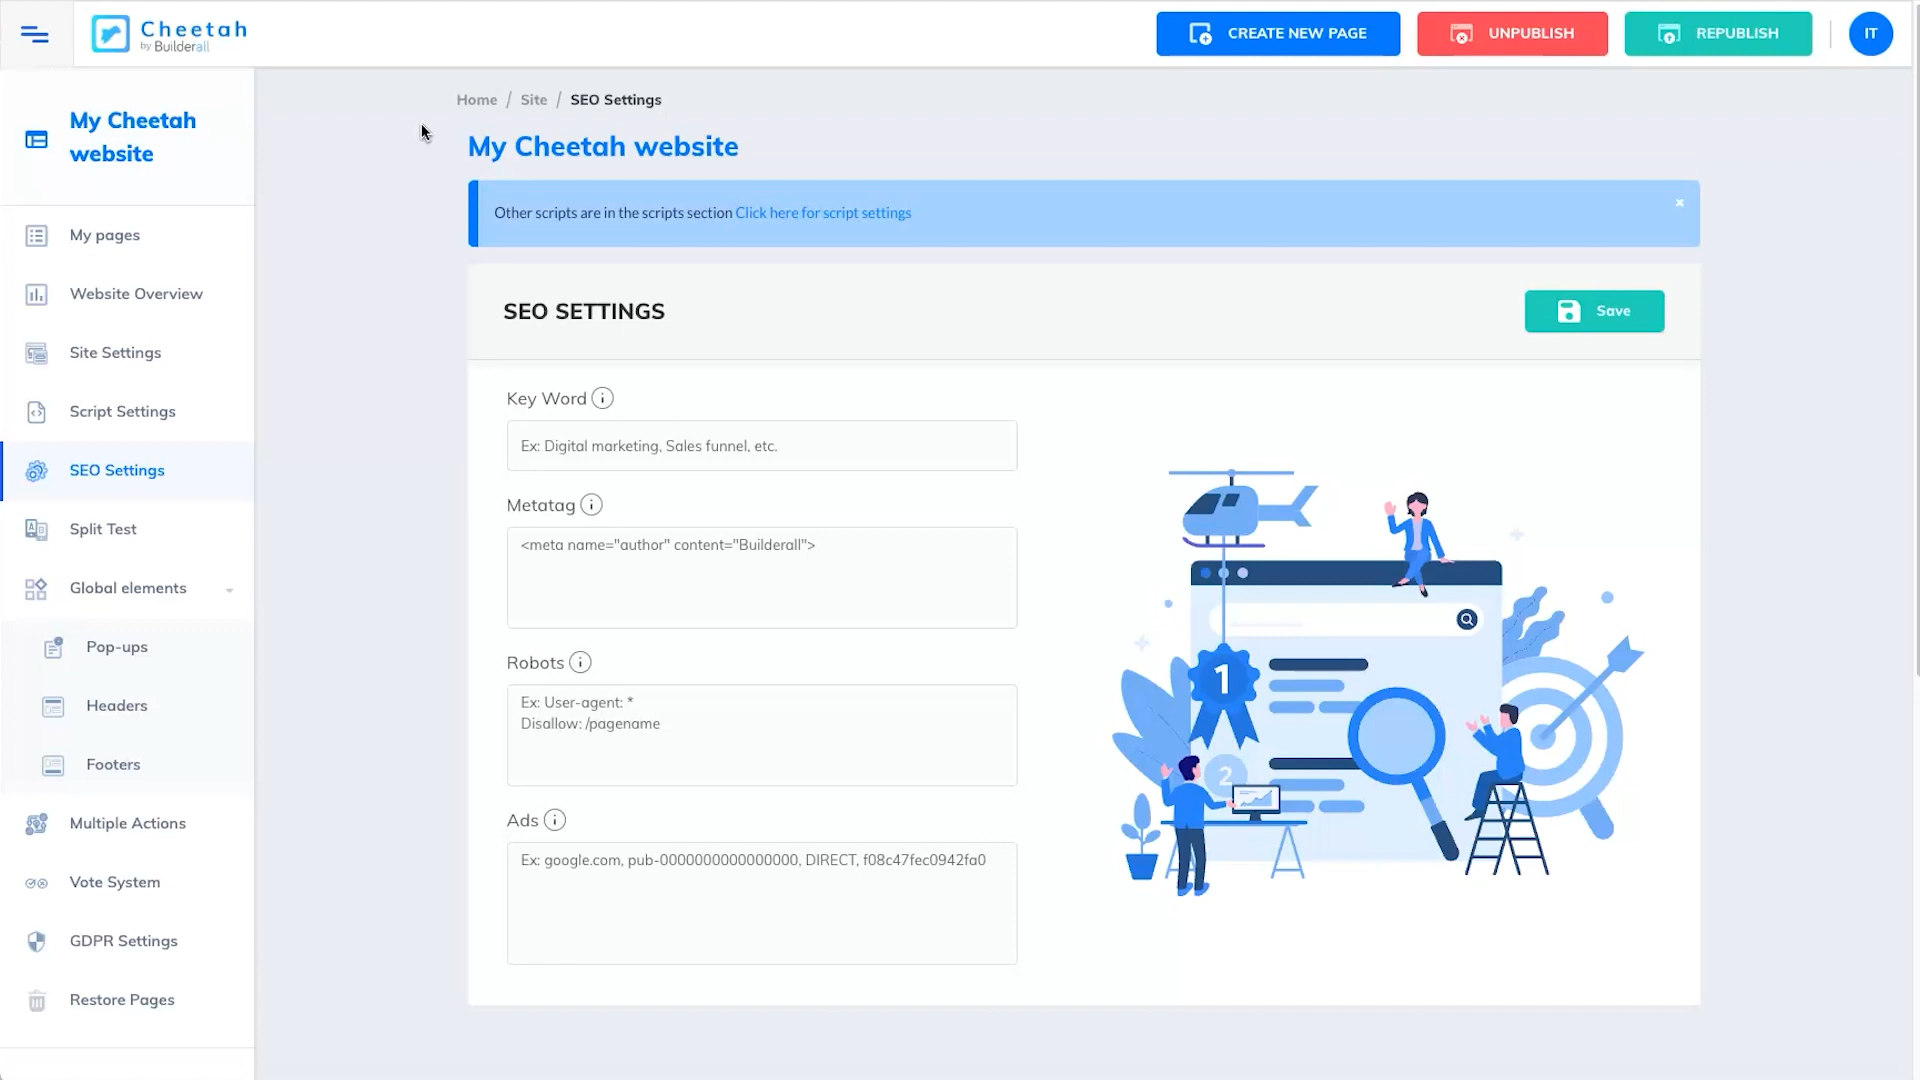 Cheetah
by Builderall
CREATE NEW PAGE
UNPUBLISH
REPUBLISH
IT
My Cheetah
website
My pages
Website Overview
Site Settings
Script Settings
SEO Settings
Split Test
Global elements
Pop-ups
Headers
Footers
Multiple Actions
Vote System
GDPR Settings
Restore Pages
Home / Site / SEO Settings
My Cheetah website
Other scripts are in the scripts section Click here for script settings
×
SEO SETTINGS
Save
Key Word i
Ex: Digital marketing, Sales funnel, etc.
Metatag i
<meta name="author" content="Builderall">
Robots i
Ex: User-agent: *
Disallow: /pagename
Ads i
Ex: google.com, pub-0000000000000000, DIRECT, f08c47fec0942fa0
1
2